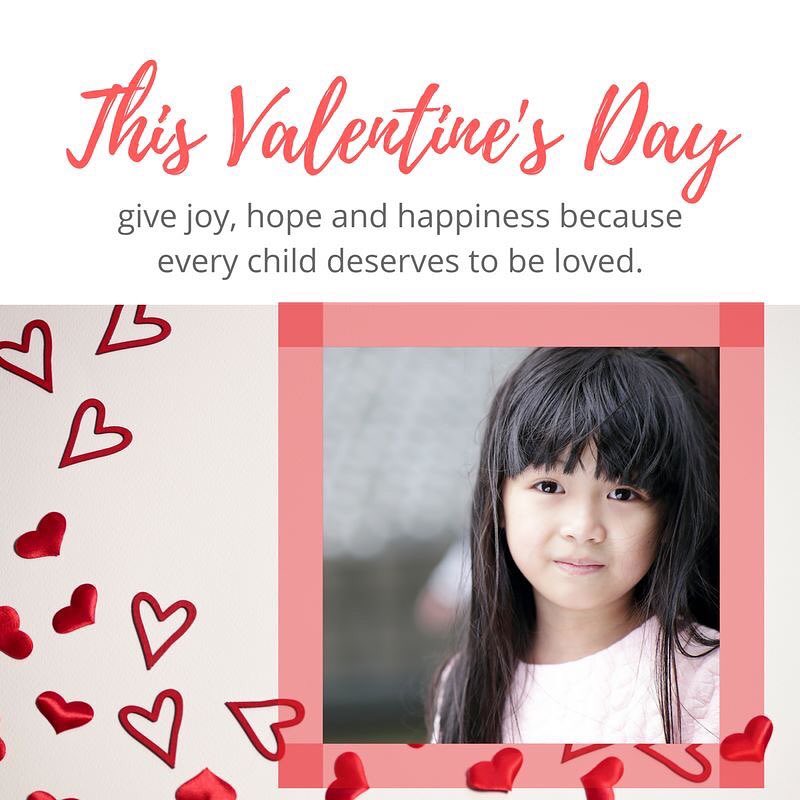 This Valentine's Day
give joy, hope and happiness because
every child deserves to be loved.